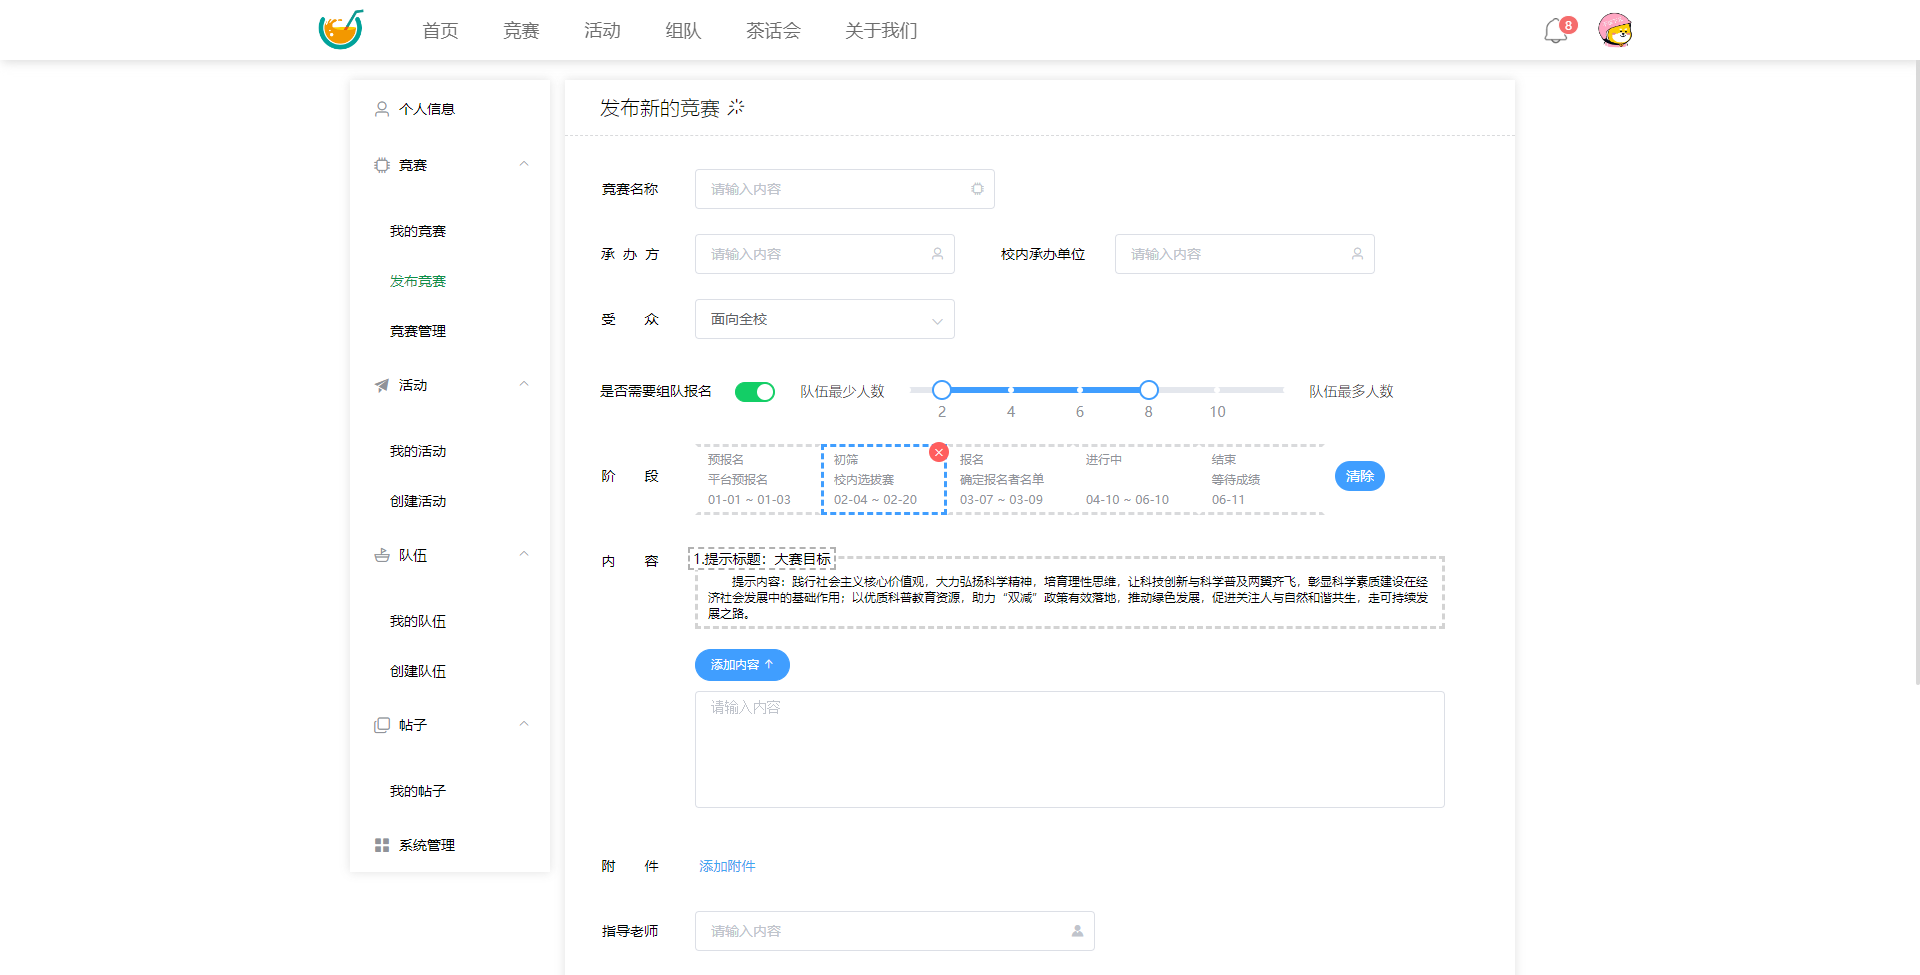 首页 竞赛 活动 组队 茶话会 关于我们 8
个人信息
竞赛
我的竞赛
发布竞赛
竞赛管理
活动
我的活动
创建活动
队伍
我的队伍
创建队伍
帖子
我的帖子
系统管理
发布新的竞赛
竞赛名称 请输入内容
承办方 请输入内容 校内承办单位 请输入内容
受众 面向全校
是否需要组队报名 队伍最少人数 队伍最多人数
2 4 6 8 10
阶段
预报名 初筛 报名 进行中 结束
平台预报名 校内选拔赛 确定报名者名单 等待成绩
01-01 ~ 01-03 02-04 ~ 02-20 03-07 ~ 03-09 04-10 ~ 06-10 06-11
清除
内容
1.提示标题：大赛目标
提示内容：践行社会主义核心价值观，大力弘扬科学精神，培育理性思维，让科技创新与科学普及两翼齐飞，彰显科学素质建设在经
济社会发展中的基础作用；以优质科普教育资源，助力“双减”政策有效落地，推动绿色发展，促进关注人与自然和谐共生，走可持续发
展之路。
添加内容
请输入内容
附件 添加附件
指导老师 请输入内容